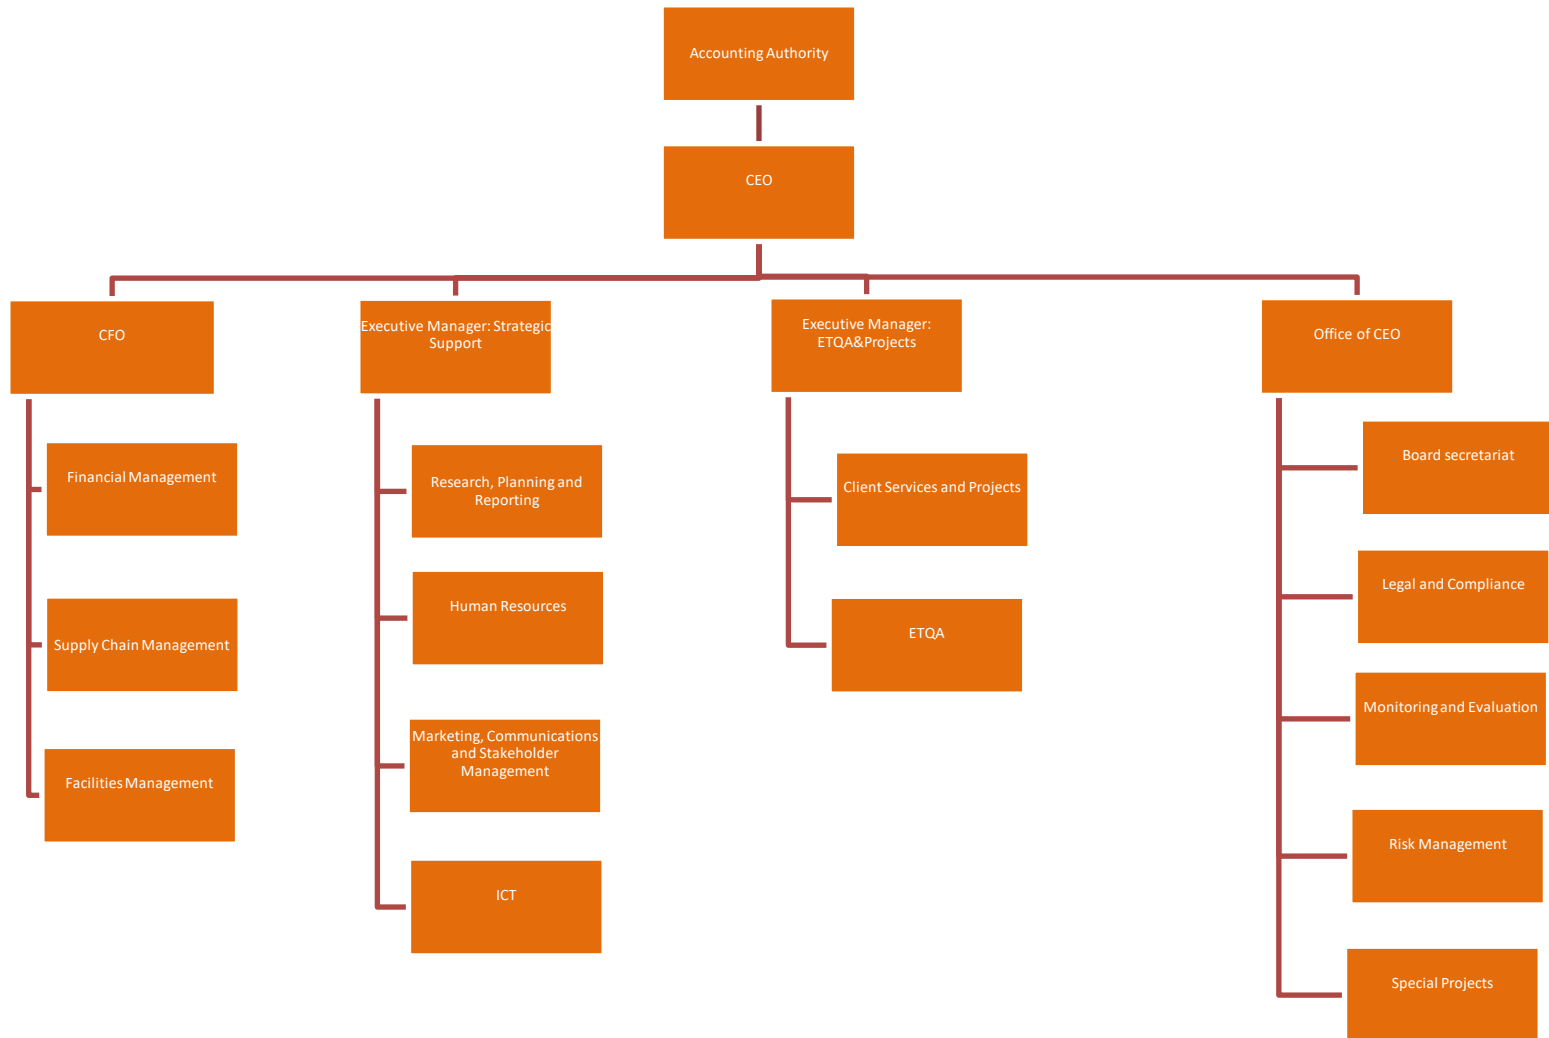 Accounting Authority
CEO
CFO
Executive Manager: Strategic
Support
Executive Manager:
ETQA&Projects
Office of CEO
Financial Management
Supply Chain Management
Facilities Management
Research, Planning and
Reporting
Human Resources
Marketing, Communications
and Stakeholder
Management
ICT
Client Services and Projects
ETQA
Board secretariat
Legal and Compliance
Monitoring and Evaluation
Risk Management
Special Projects